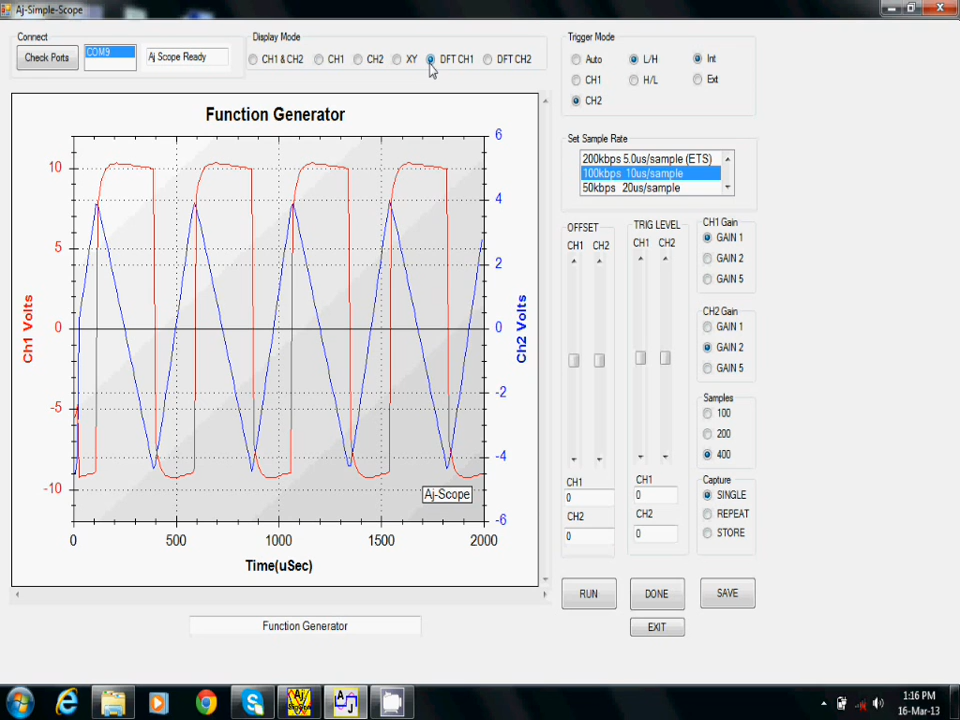 Aj-Simple-Scope
Connect
Check Ports
COM9
Aj Scope Ready
Display Mode
CH1 & CH2
CH1
CH2
XY
DFT CH1
DFT CH2
Trigger Mode
Auto
L/H
Int
CH1
H/L
Ext
CH2
Set Sample Rate
200kbps 5.0us/sample (ETS)
100kbps 10us/sample
50kbps 20us/sample
Function Generator
10
5
0
-5
-10
Ch1 Volts
6
4
2
0
-2
-4
-6
Ch2 Volts
Aj-Scope
0
500
1000
1500
2000
Time(uSec)
Function Generator
OFFSET
CH1
CH2
TRIG LEVEL
CH1
CH2
CH1 Gain
GAIN 1
GAIN 2
GAIN 5
CH2 Gain
GAIN 1
GAIN 2
GAIN 5
Samples
100
200
400
CH1
0
CH2
0
CH1
0
CH2
0
Capture
SINGLE
REPEAT
STORE
RUN
DONE
SAVE
EXIT
Aj
A
J
1:16 PM
16-Mar-13